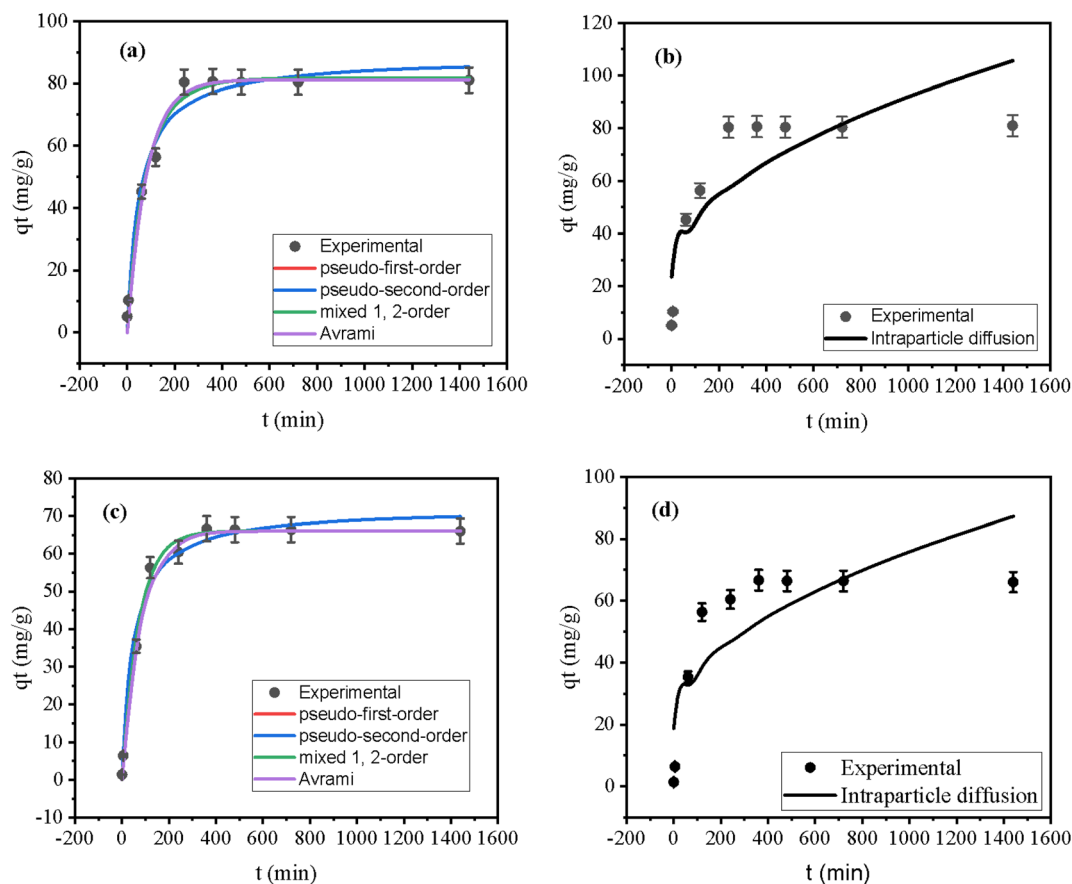 (a)
100
80
60
40
20
0
qt (mg/g)
Experimental
pseudo-first-order
pseudo-second-order
mixed 1, 2-order
Avrami
-200 0 200 400 600 800 1000 1200 1400 1600
t (min)
(b)
120
100
80
60
40
20
0
qt (mg/g)
Experimental
Intraparticle diffusion
-200 0 200 400 600 800 1000 1200 1400 1600
t (min)
(c)
80
70
60
50
40
30
20
10
0
-10
qt (mg/g)
Experimental
pseudo-first-order
pseudo-second-order
mixed 1, 2-order
Avrami
-200 0 200 400 600 800 1000 1200 1400 1600
t (min)
(d)
100
80
60
40
20
0
qt (mg/g)
Experimental
Intraparticle diffusion
-200 0 200 400 600 800 1000 1200 1400 1600
t (min)